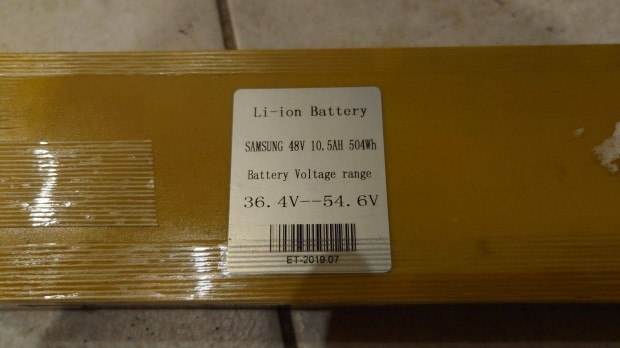 Li-ion Battery
SAMSUNG 48V 10.5AH 504Wh
Battery Voltage range
36.4V--54.6V
ET-2019.07